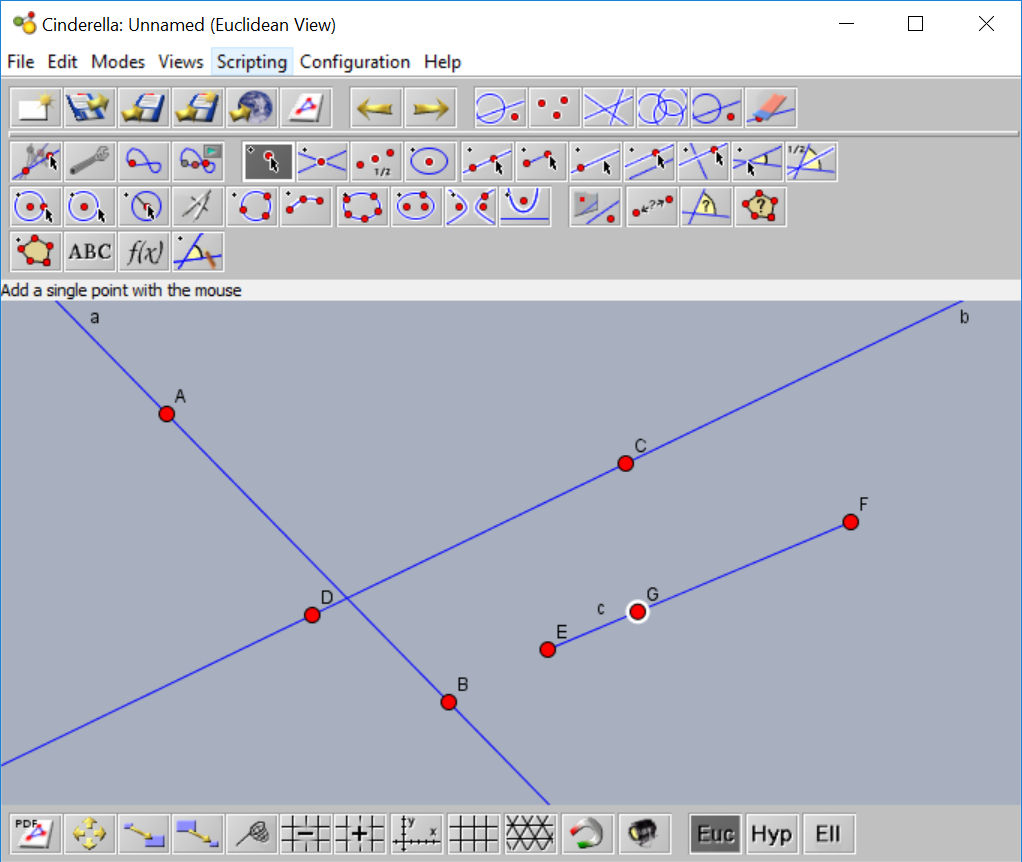 Cinderella: Unnamed (Euclidean View)
File Edit Modes Views Scripting Configuration Help
1/2
1/2
? ? ?
ABC f(x)
Add a single point with the mouse
a
b
A
C
F
D
G
c
E
B
PDF
y
x
Euc Hyp Ell